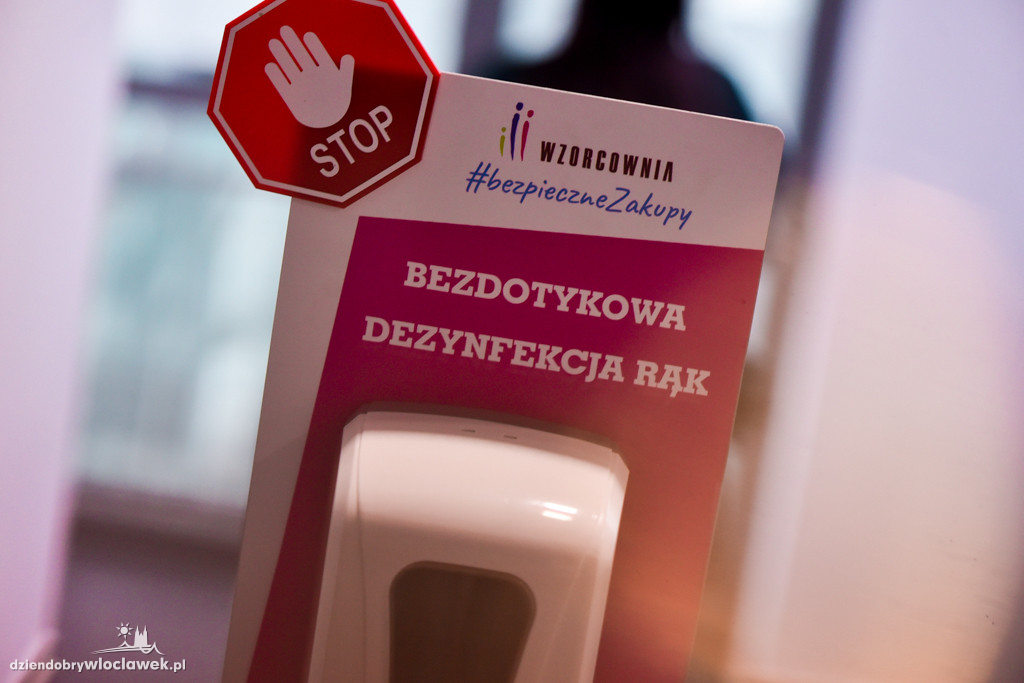 STOP
WZORCOWNIA
#bezpieczneZakupy
BEZDOTYKOWA
DEZYNFEKCJA RĄK
dziendobrywloclawek.pl